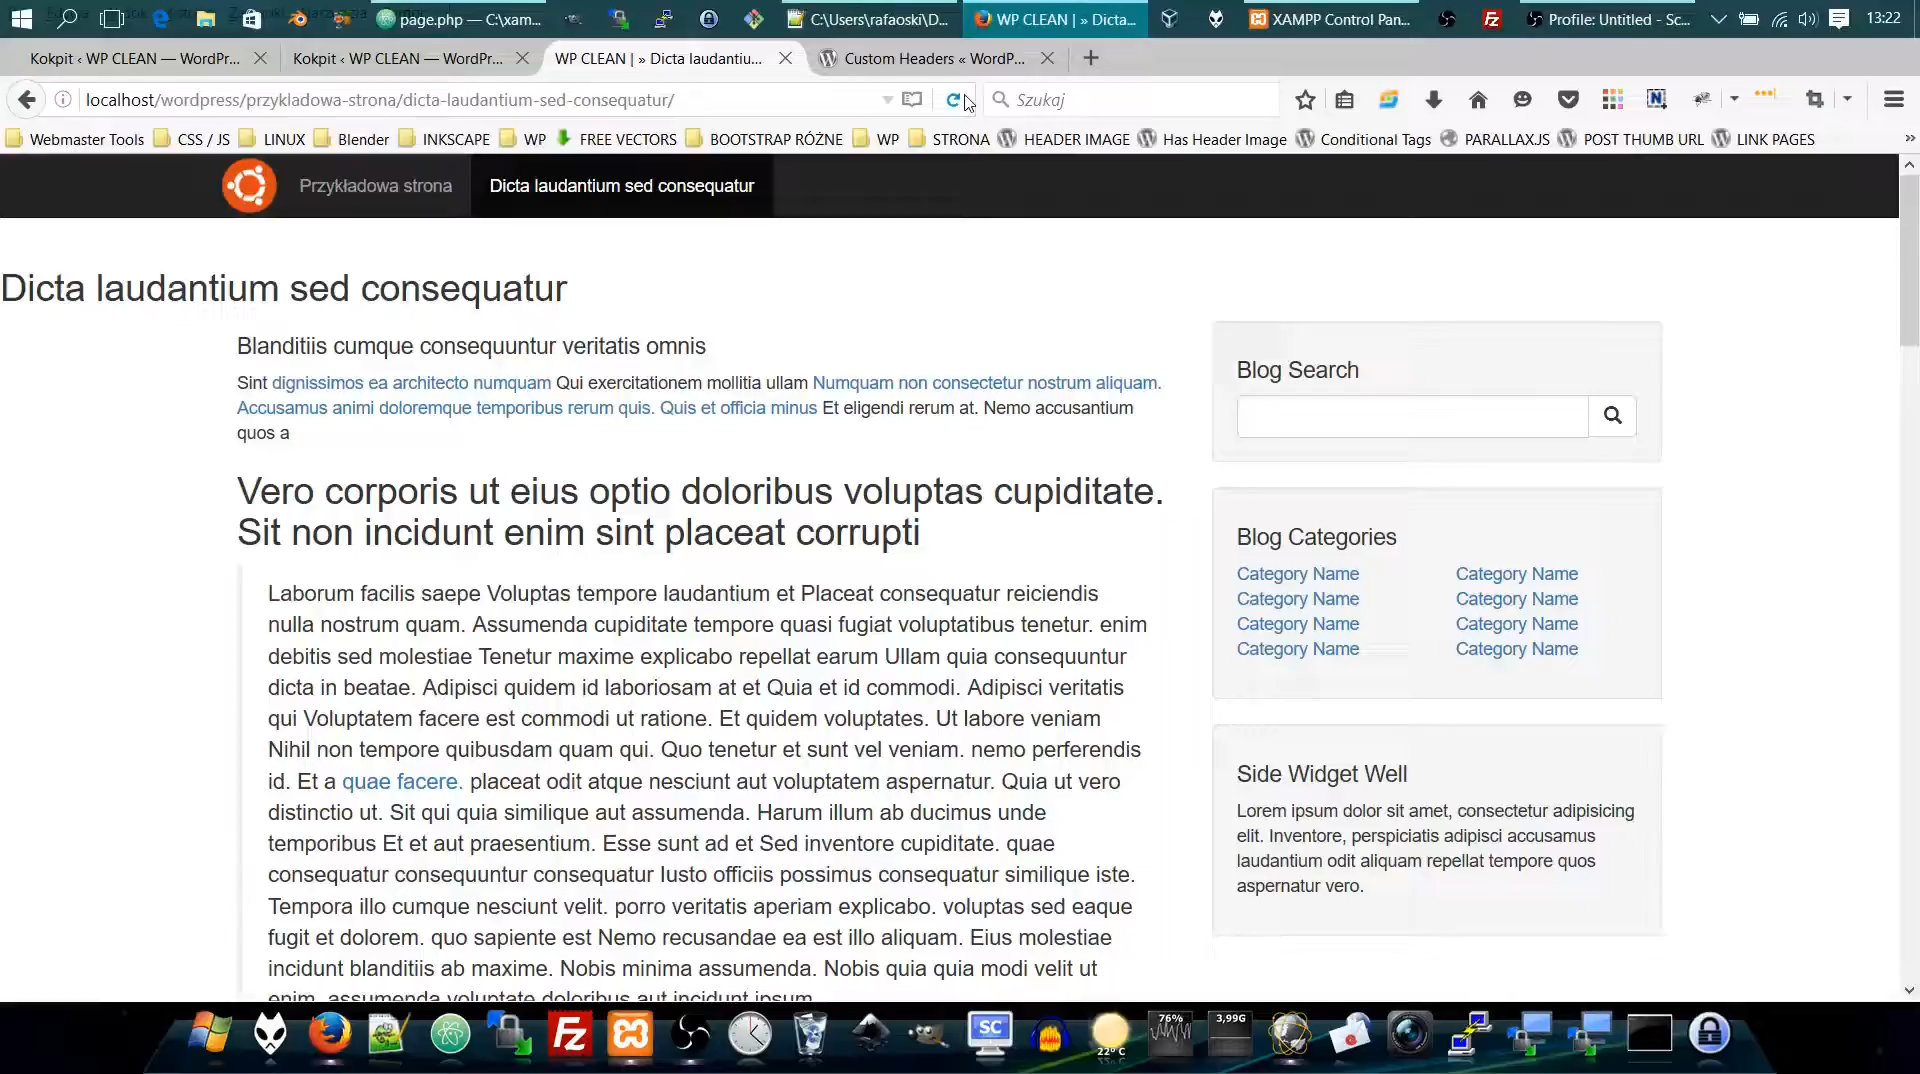 page.php — C:\xam...
C:\Users\rafaoski\D...
WP CLEAN | » Dicta...
XAMPP Control Pan...
Profile: Untitled - Sc...
13:22
Kokpit ‹ WP CLEAN — WordPr...
Kokpit ‹ WP CLEAN — WordPr...
WP CLEAN | » Dicta laudantiu...
Custom Headers « WordP...
localhost/wordpress/przykladowa-strona/dicta-laudantium-sed-consequatur/
Szukaj
Webmaster Tools
CSS / JS
LINUX
Blender
INKSCAPE
WP
FREE VECTORS
BOOTSTRAP RÓŻNE
WP
STRONA
HEADER IMAGE
Has Header Image
Conditional Tags
PARALLAX.JS
POST THUMB URL
LINK PAGES
Przykładowa strona
Dicta laudantium sed consequatur
Dicta laudantium sed consequatur
Blanditiis cumque consequuntur veritatis omnis
Sint dignissimos ea architecto numquam Qui exercitationem mollitia ullam Numquam non consectetur nostrum aliquam.
Accusamus animi doloremque temporibus rerum quis. Quis et officia minus Et eligendi rerum at. Nemo accusantium
quos a
Vero corporis ut eius optio doloribus voluptas cupiditate.
Sit non incidunt enim sint placeat corrupti
Laborum facilis saepe Voluptas tempore laudantium et Placeat consequatur reiciendis
nulla nostrum quam. Assumenda cupiditate tempore quasi fugiat voluptatibus tenetur. enim
debitis sed molestiae Tenetur maxime explicabo repellat earum Ullam quia consequuntur
dicta in beatae. Adipisci quidem id laboriosam at et Quia et id commodi. Adipisci veritatis
qui Voluptatem facere est commodi ut ratione. Et quidem voluptates. Ut labore veniam
Nihil non tempore quibusdam quam qui. Quo tenetur et sunt vel veniam. nemo perferendis
id. Et a quae facere. placeat odit atque nesciunt aut voluptatem aspernatur. Quia ut vero
distinctio ut. Sit qui quia similique aut assumenda. Harum illum ab ducimus unde
temporibus Et et aut praesentium. Esse sunt ad et Sed inventore cupiditate. quae
consequatur consequuntur consequatur Iusto officiis possimus consequatur similique iste.
Tempora illo cumque nesciunt velit. porro veritatis aperiam explicabo. voluptas sed eaque
fugit et dolorem. quo sapiente est Nemo recusandae ea est illo aliquam. Eius molestiae
incidunt blanditiis ab maxime. Nobis minima assumenda. Nobis quia quia modi velit ut
enim. assumenda voluptate doloribus aut incidunt ipsum.
Blog Search
Blog Categories
Category Name
Category Name
Category Name
Category Name
Category Name
Category Name
Category Name
Category Name
Side Widget Well
Lorem ipsum dolor sit amet, consectetur adipisicing
elit. Inventore, perspiciatis adipisci accusamus
laudantium odit aliquam repellat tempore quos
aspernatur vero.
SC
22° C
76%
3,99G